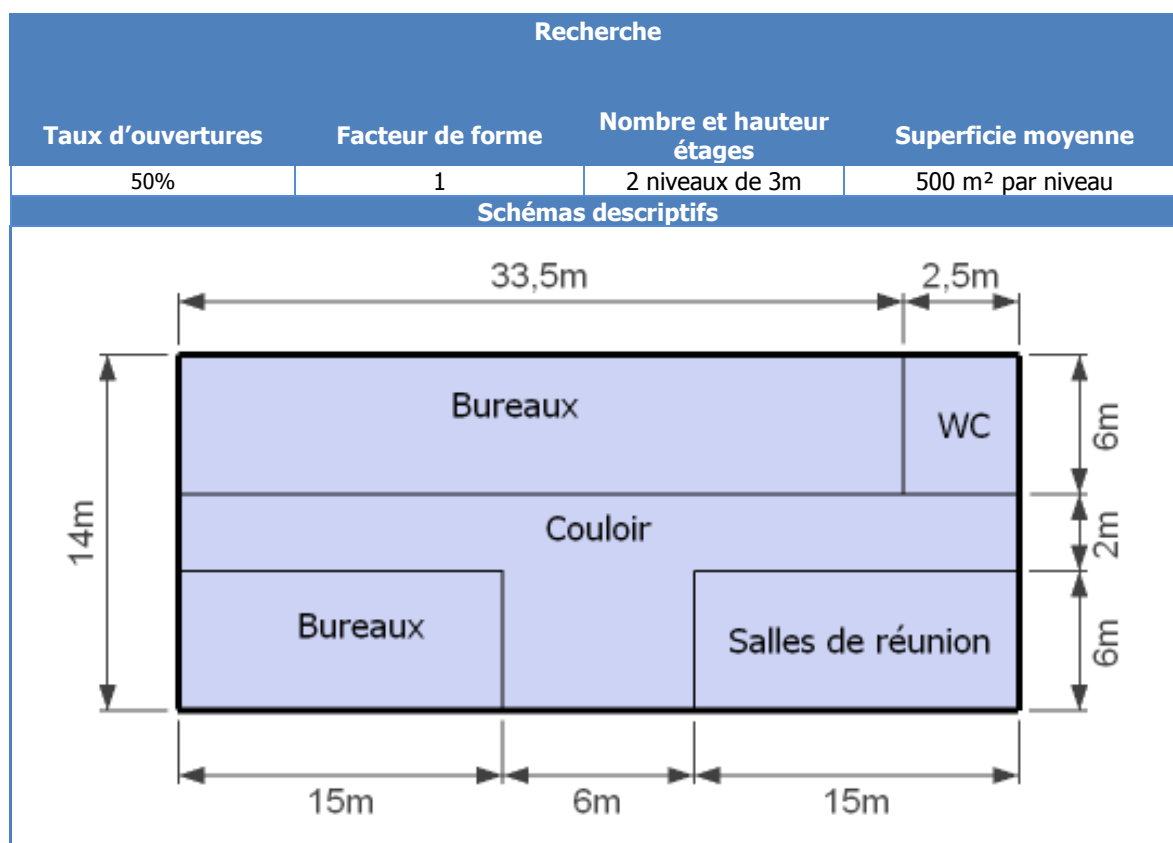 Recherche
Taux d’ouvertures
Facteur de forme
Nombre et hauteur
étages
Superficie moyenne
50%
1
2 niveaux de 3m
500 m² par niveau
Schémas descriptifs
33,5m
2,5m
Bureaux
WC
6m
14m
Couloir
2m
Bureaux
Salles de réunion
6m
15m
6m
15m